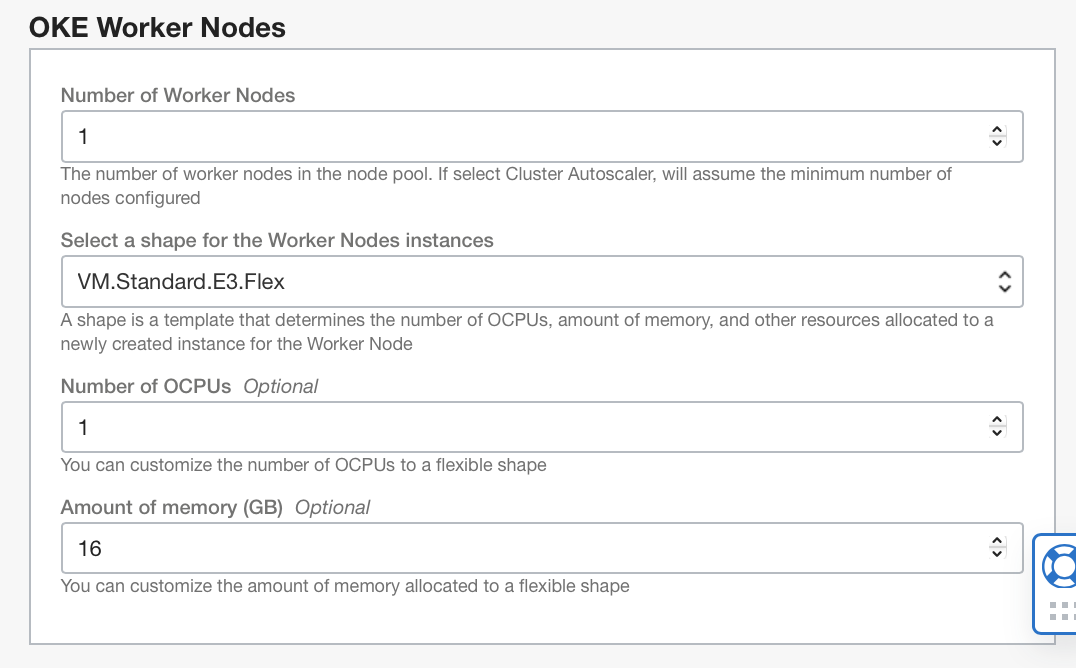 OKE Worker Nodes
Number of Worker Nodes
1
The number of worker nodes in the node pool. If select Cluster Autoscaler, will assume the minimum number of
nodes configured
Select a shape for the Worker Nodes instances
VM.Standard.E3.Flex
A shape is a template that determines the number of OCPUs, amount of memory, and other resources allocated to a
newly created instance for the Worker Node
Number of OCPUs Optional
1
You can customize the number of OCPUs to a flexible shape
Amount of memory (GB) Optional
16
You can customize the amount of memory allocated to a flexible shape